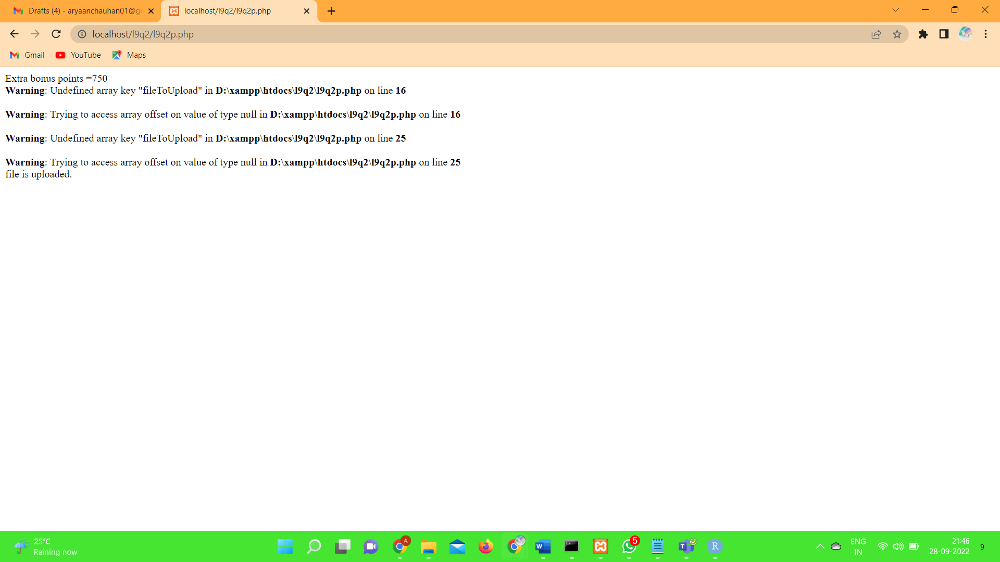 Drafts (4) - aryaanchauhan01@g
localhost/l9q2/l9q2p.php
localhost/l9q2/l9q2p.php
Gmail
YouTube
Maps
Extra bonus points =750
Warning: Undefined array key "fileToUpload" in D:\xampp\htdocs\l9q2\l9q2p.php on line 16
Warning: Trying to access array offset on value of type null in D:\xampp\htdocs\l9q2\l9q2p.php on line 16
Warning: Undefined array key "fileToUpload" in D:\xampp\htdocs\l9q2\l9q2p.php on line 25
Warning: Trying to access array offset on value of type null in D:\xampp\htdocs\l9q2\l9q2p.php on line 25
file is uploaded.
25°C
Raining now
A
W
5
T
R
ENG
IN
21:46
28-09-2022
9